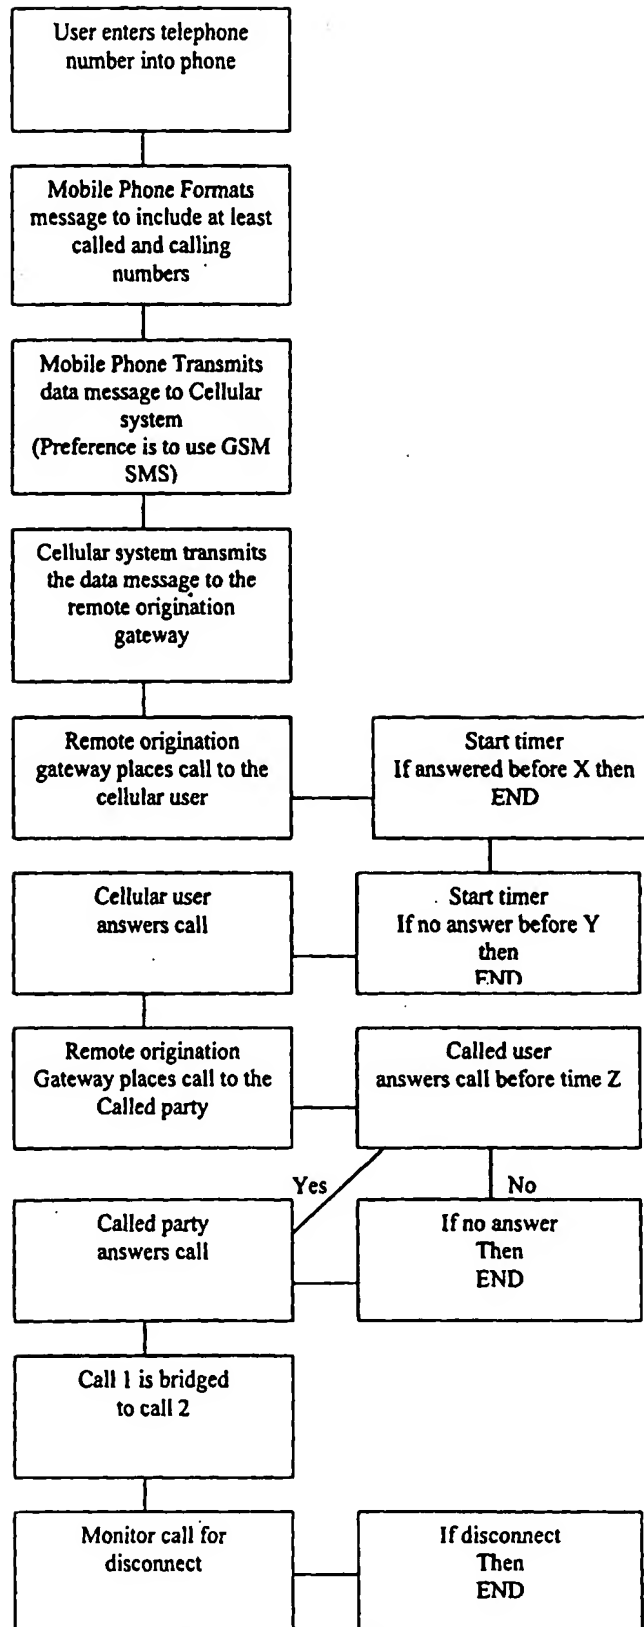 User enters telephone
number into phone
Mobile Phone Formats
message to include at least
called and calling
numbers
Mobile Phone Transmits
data message to Cellular
system
(Preference is to use GSM
SMS)
Cellular system transmits
the data message to the
remote origination
gateway
Remote origination
gateway places call to the
cellular user
Start timer
If answered before X then
END
Cellular user
answers call
Start timer
If no answer before Y
then
END
Remote origination
Gateway places call to the
Called party
Called user
answers call before time Z
Yes
No
Called party
answers call
If no answer
Then
END
Call 1 is bridged
to call 2
Monitor call for
disconnect
If disconnect
Then
END